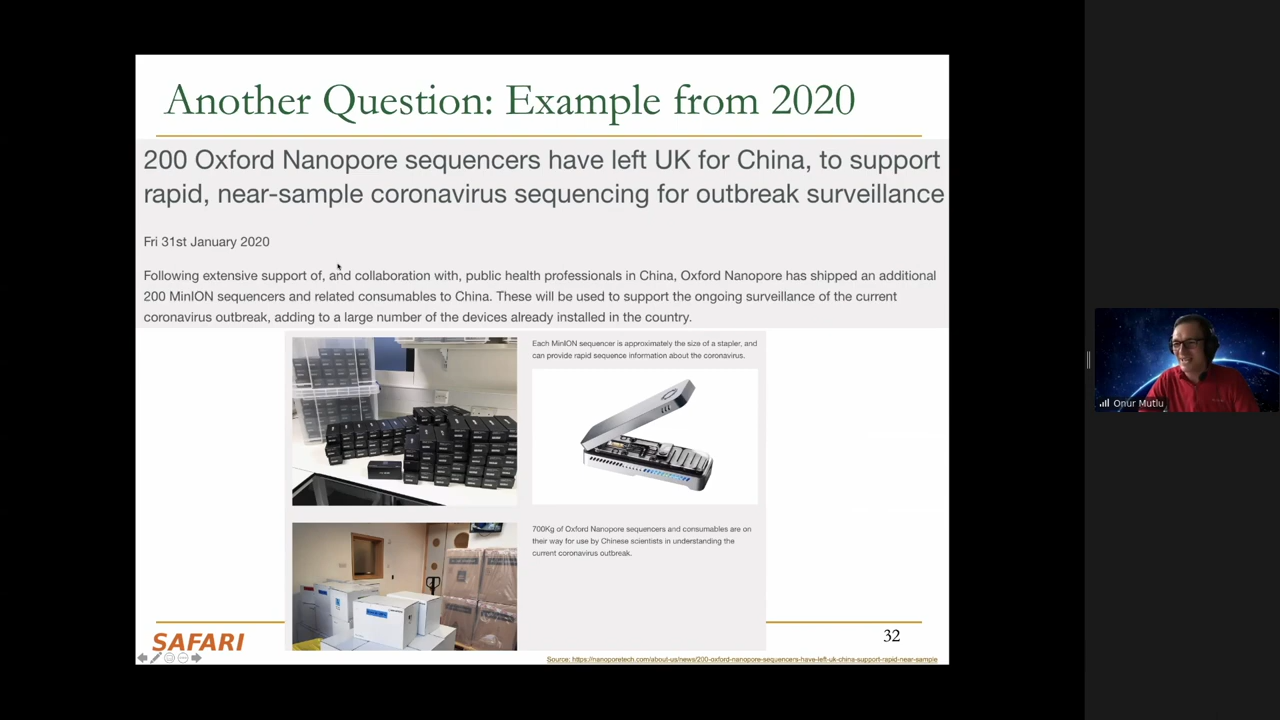 Another Question: Example from 2020
200 Oxford Nanopore sequencers have left UK for China, to support
rapid, near-sample coronavirus sequencing for outbreak surveillance
Fri 31st January 2020
Following extensive support of, and collaboration with, public health professionals in China, Oxford Nanopore has shipped an additional
200 MinION sequencers and related consumables to China. These will be used to support the ongoing surveillance of the current
coronavirus outbreak, adding to a large number of the devices already installed in the country.
Each MinION sequencer is approximately the size of a stapler, and
can provide rapid sequence information about the coronavirus.
700Kg of Oxford Nanopore sequencers and consumables are on
their way for use by Chinese scientists in understanding the
current coronavirus outbreak.
SAFARI
32
Source: https://nanoporetech.com/about-us/news/200-oxford-nanopore-sequencers-have-left-uk-china-support-rapid-near-sample
Onur Mutlu